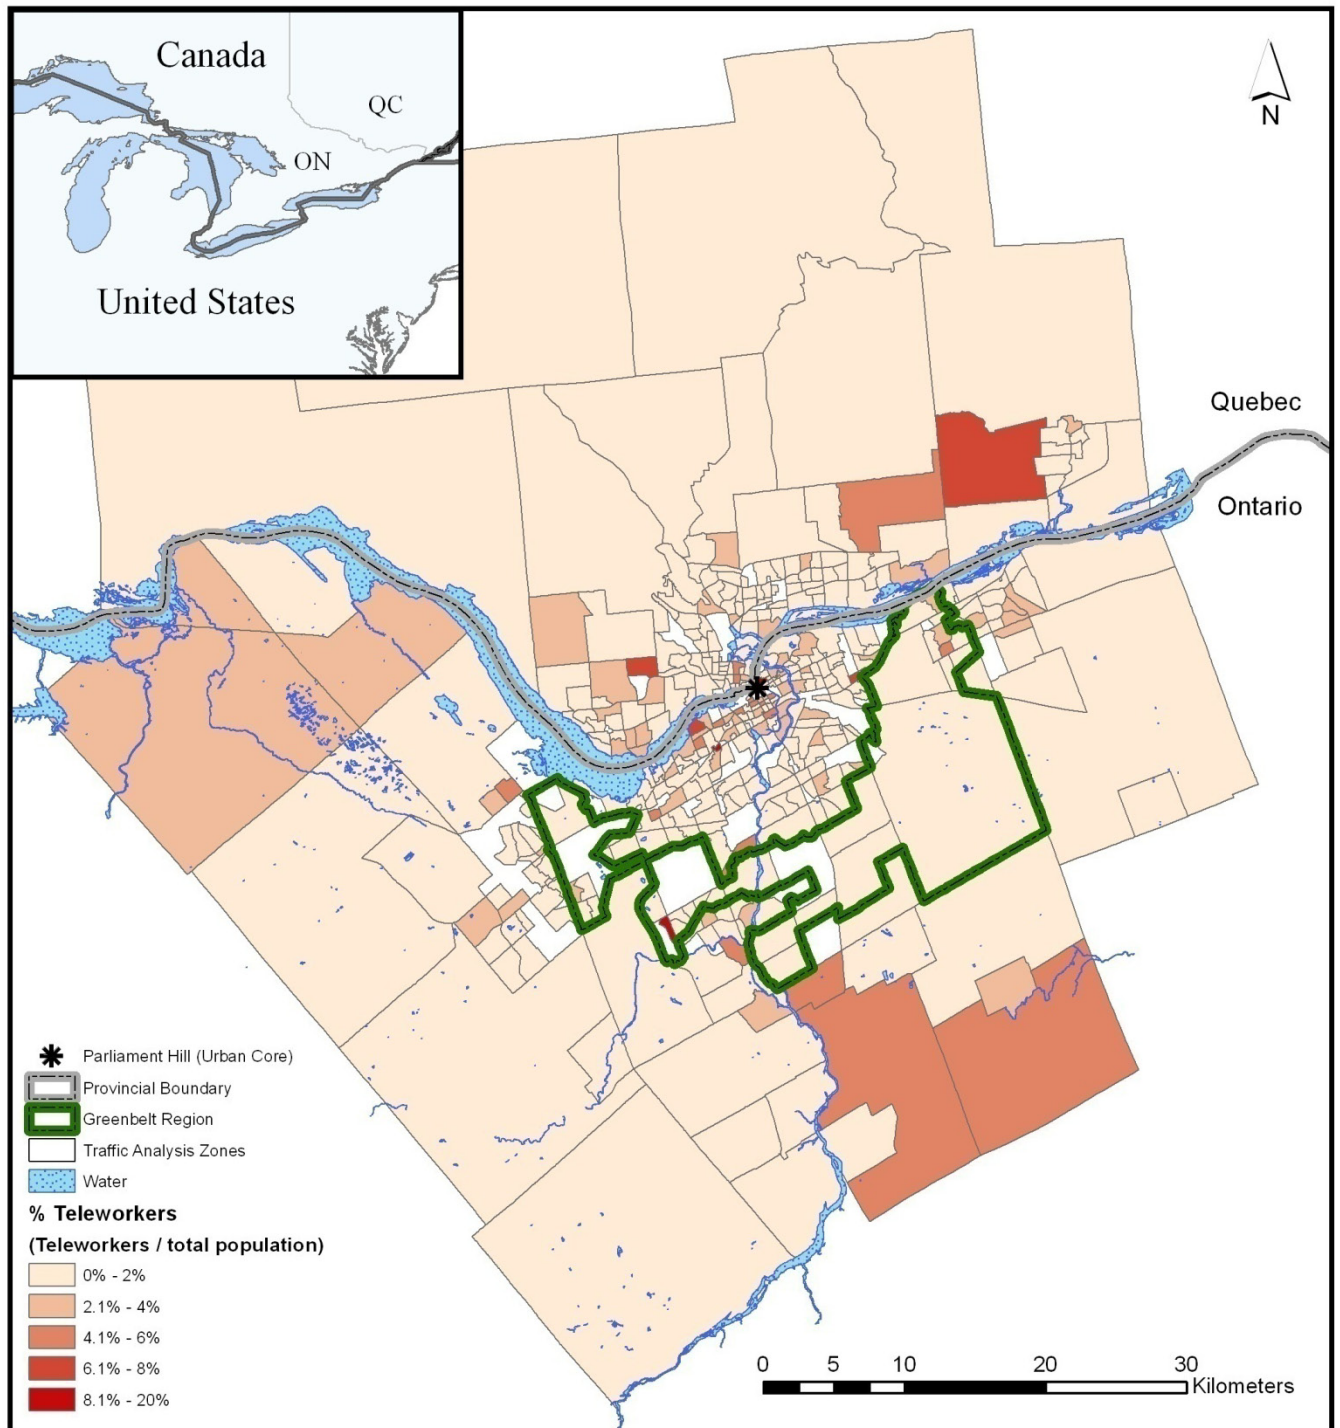 Canada
QC
ON
United States
N
Quebec
Ontario
Parliament Hill (Urban Core)
Provincial Boundary
Greenbelt Region
Traffic Analysis Zones
Water
% Teleworkers
(Teleworkers / total population)
0% - 2%
2.1% - 4%
4.1% - 6%
6.1% - 8%
8.1% - 20%
0 5 10 20 30
Kilometers